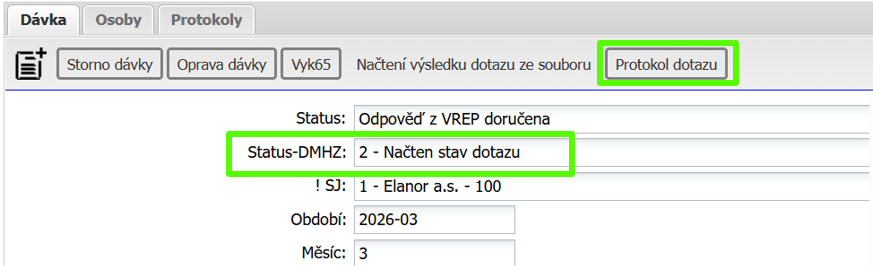 Dávka Osoby Protokoly
Storno dávky Oprava dávky Vyk65 Načtení výsledku dotazu ze souboru Protokol dotazu
Status: Odpověď z VREP doručena
Status-DMHZ: 2 - Načten stav dotazu
! SJ: 1 - Elanor a.s. - 100
Období: 2026-03
Měsíc: 3